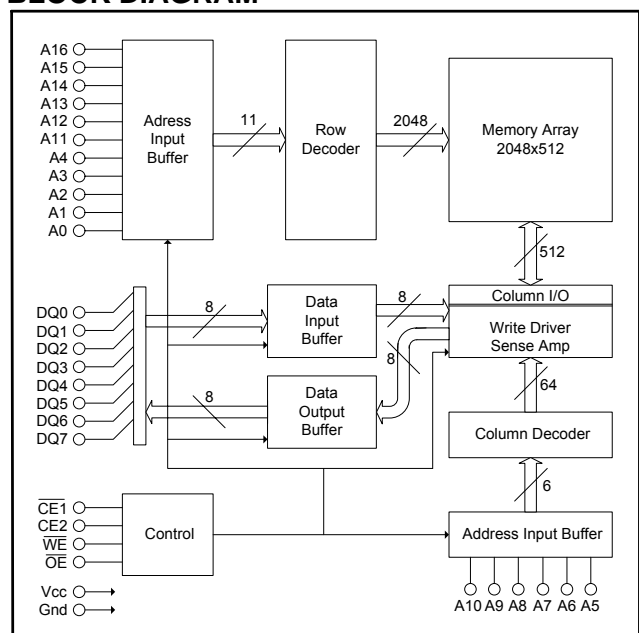 BLOCK DIAGRAM
A16
A15
A14
A13
A12
A11
A4
A3
A2
A1
A0
Adress
Input
Buffer
11
Row
Decoder
2048
Memory Array
2048x512
512
DQ0
DQ1
DQ2
DQ3
DQ4
DQ5
DQ6
DQ7
8
Data
Input
Buffer
8
Column I/O
Write Driver
Sense Amp
8
8
Data
Output
Buffer
64
Column Decoder
6
CE1
CE2
WE
OE
Control
Address Input Buffer
Vcc
Gnd
A10 A9 A8 A7 A6 A5